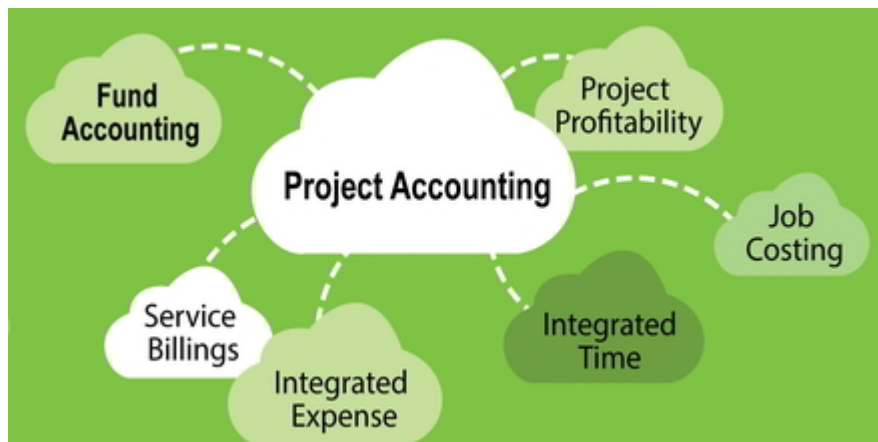 Fund
Accounting
Project
Profitability
Project Accounting
Job
Costing
Service
Billings
Integrated
Time
Integrated
Expense